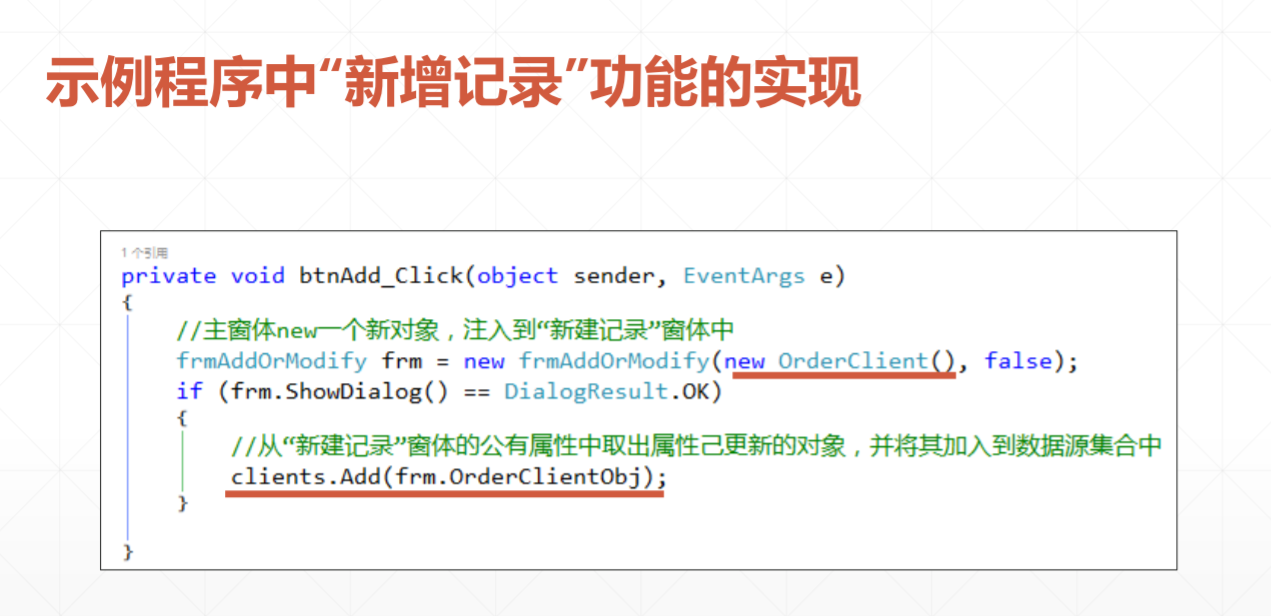 示例程序中“新增记录”功能的实现
1 个引用
private void btnAdd_Click(object sender, EventArgs e)
{
//主窗体new一个新对象，注入到“新建记录”窗体中
frmAddOrModify frm = new frmAddOrModify(new OrderClient(), false);
if (frm.ShowDialog() == DialogResult.OK)
{
//从“新建记录”窗体的公有属性中取出属性己更新的对象，并将其加入到数据源集合中
clients.Add(frm.OrderClientObj);
}
}